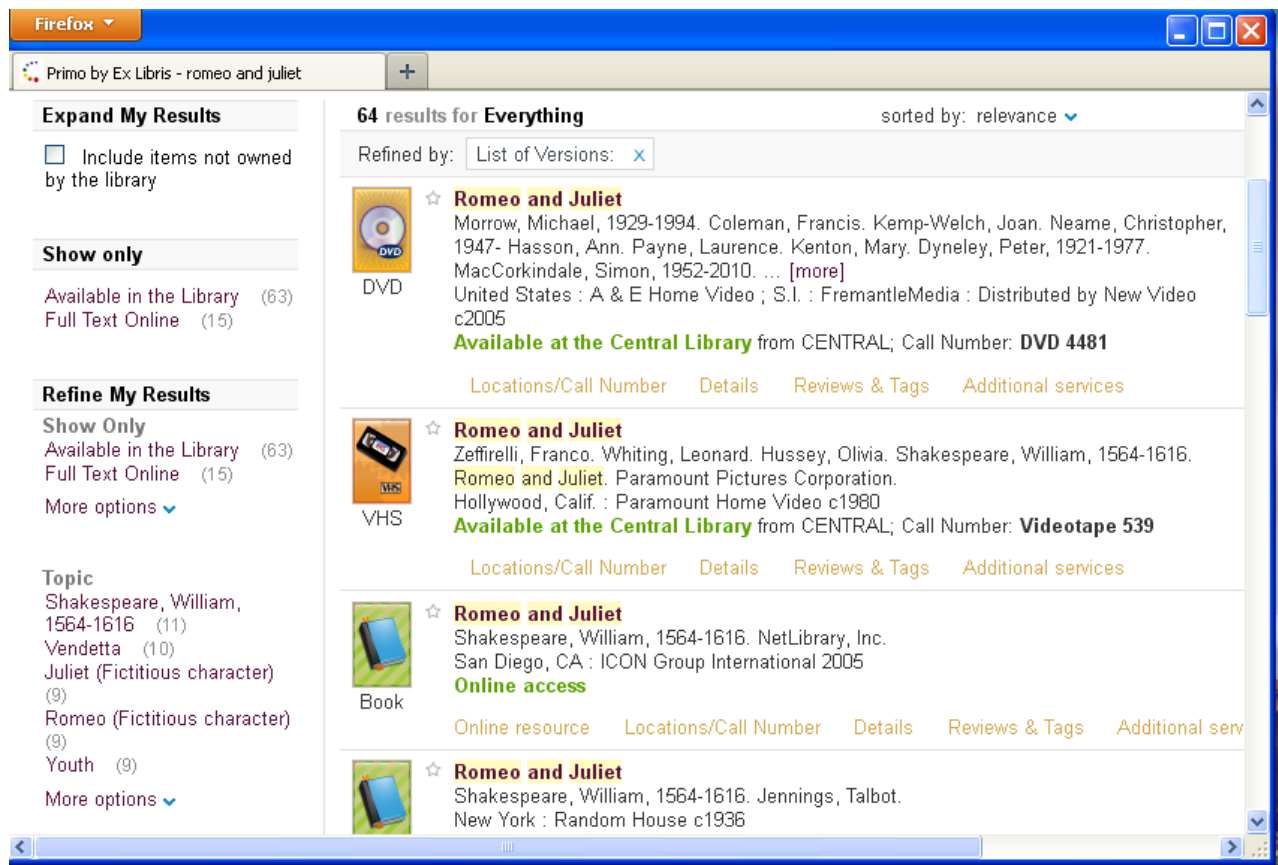 Firefox
Primo by Ex Libris - romeo and juliet
Expand My Results
Include items not owned
by the library
Show only
Available in the Library (63)
Full Text Online (15)
Refine My Results
Show Only
Available in the Library (63)
Full Text Online (15)
More options
Topic
Shakespeare, William,
1564-1616 (11)
Vendetta (10)
Juliet (Fictitious character)
(9)
Romeo (Fictitious character)
(9)
Youth (9)
More options
64 results for Everything
sorted by: relevance
Refined by: List of Versions: x
DVD
DVD
Romeo and Juliet
Morrow, Michael, 1929-1994. Coleman, Francis. Kemp-Welch, Joan. Neame, Christopher,
1947- Hasson, Ann. Payne, Laurence. Kenton, Mary. Dyneley, Peter, 1921-1977.
MacCorkindale, Simon, 1952-2010. ... [more]
United States : A & E Home Video ; S.l. : FremantleMedia : Distributed by New Video
c2005
Available at the Central Library from CENTRAL; Call Number: DVD 4481
Locations/Call Number Details Reviews & Tags Additional services
VHS
VHS
Romeo and Juliet
Zeffirelli, Franco. Whiting, Leonard. Hussey, Olivia. Shakespeare, William, 1564-1616.
Romeo and Juliet. Paramount Pictures Corporation.
Hollywood, Calif. : Paramount Home Video c1980
Available at the Central Library from CENTRAL; Call Number: Videotape 539
Locations/Call Number Details Reviews & Tags Additional services
Book
Romeo and Juliet
Shakespeare, William, 1564-1616. NetLibrary, Inc.
San Diego, CA : ICON Group International 2005
Online access
Online resource Locations/Call Number Details Reviews & Tags Additional serv
Romeo and Juliet
Shakespeare, William, 1564-1616. Jennings, Talbot.
New York : Random House c1936